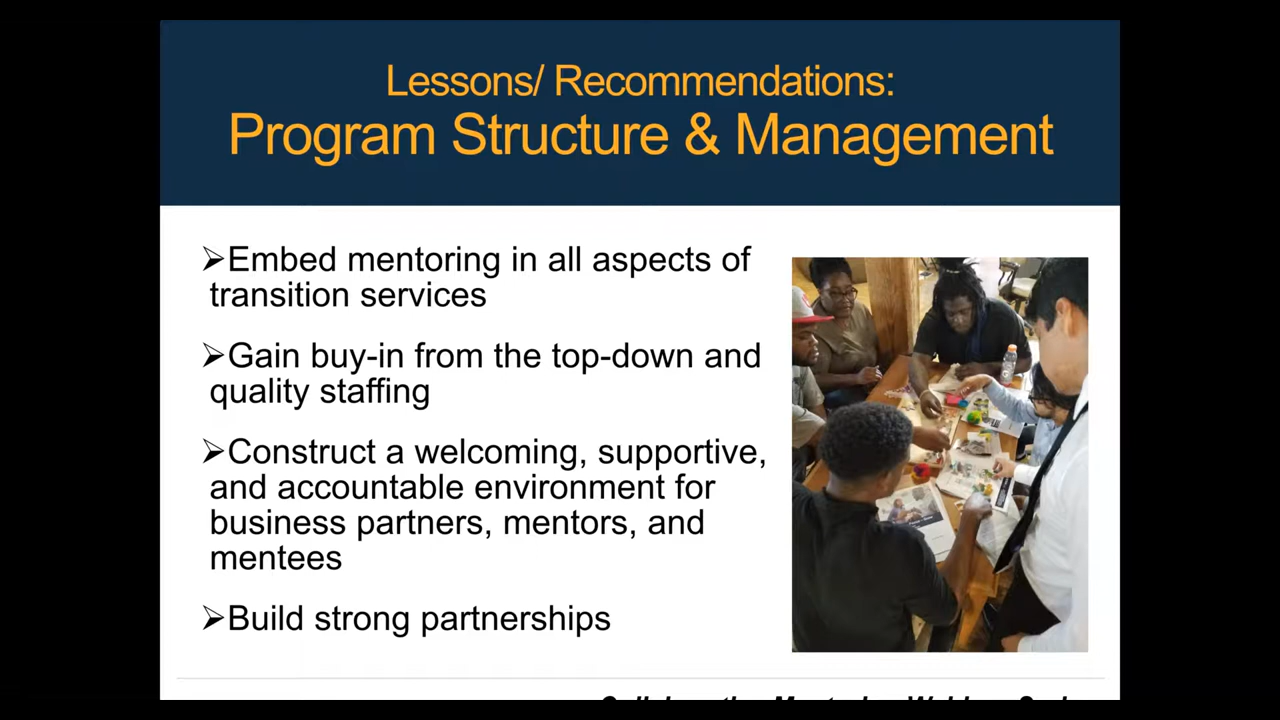 Lessons/ Recommendations:
Program Structure & Management
➢Embed mentoring in all aspects of
transition services
➢Gain buy-in from the top-down and
quality staffing
➢Construct a welcoming, supportive,
and accountable environment for
business partners, mentors, and
mentees
➢Build strong partnerships